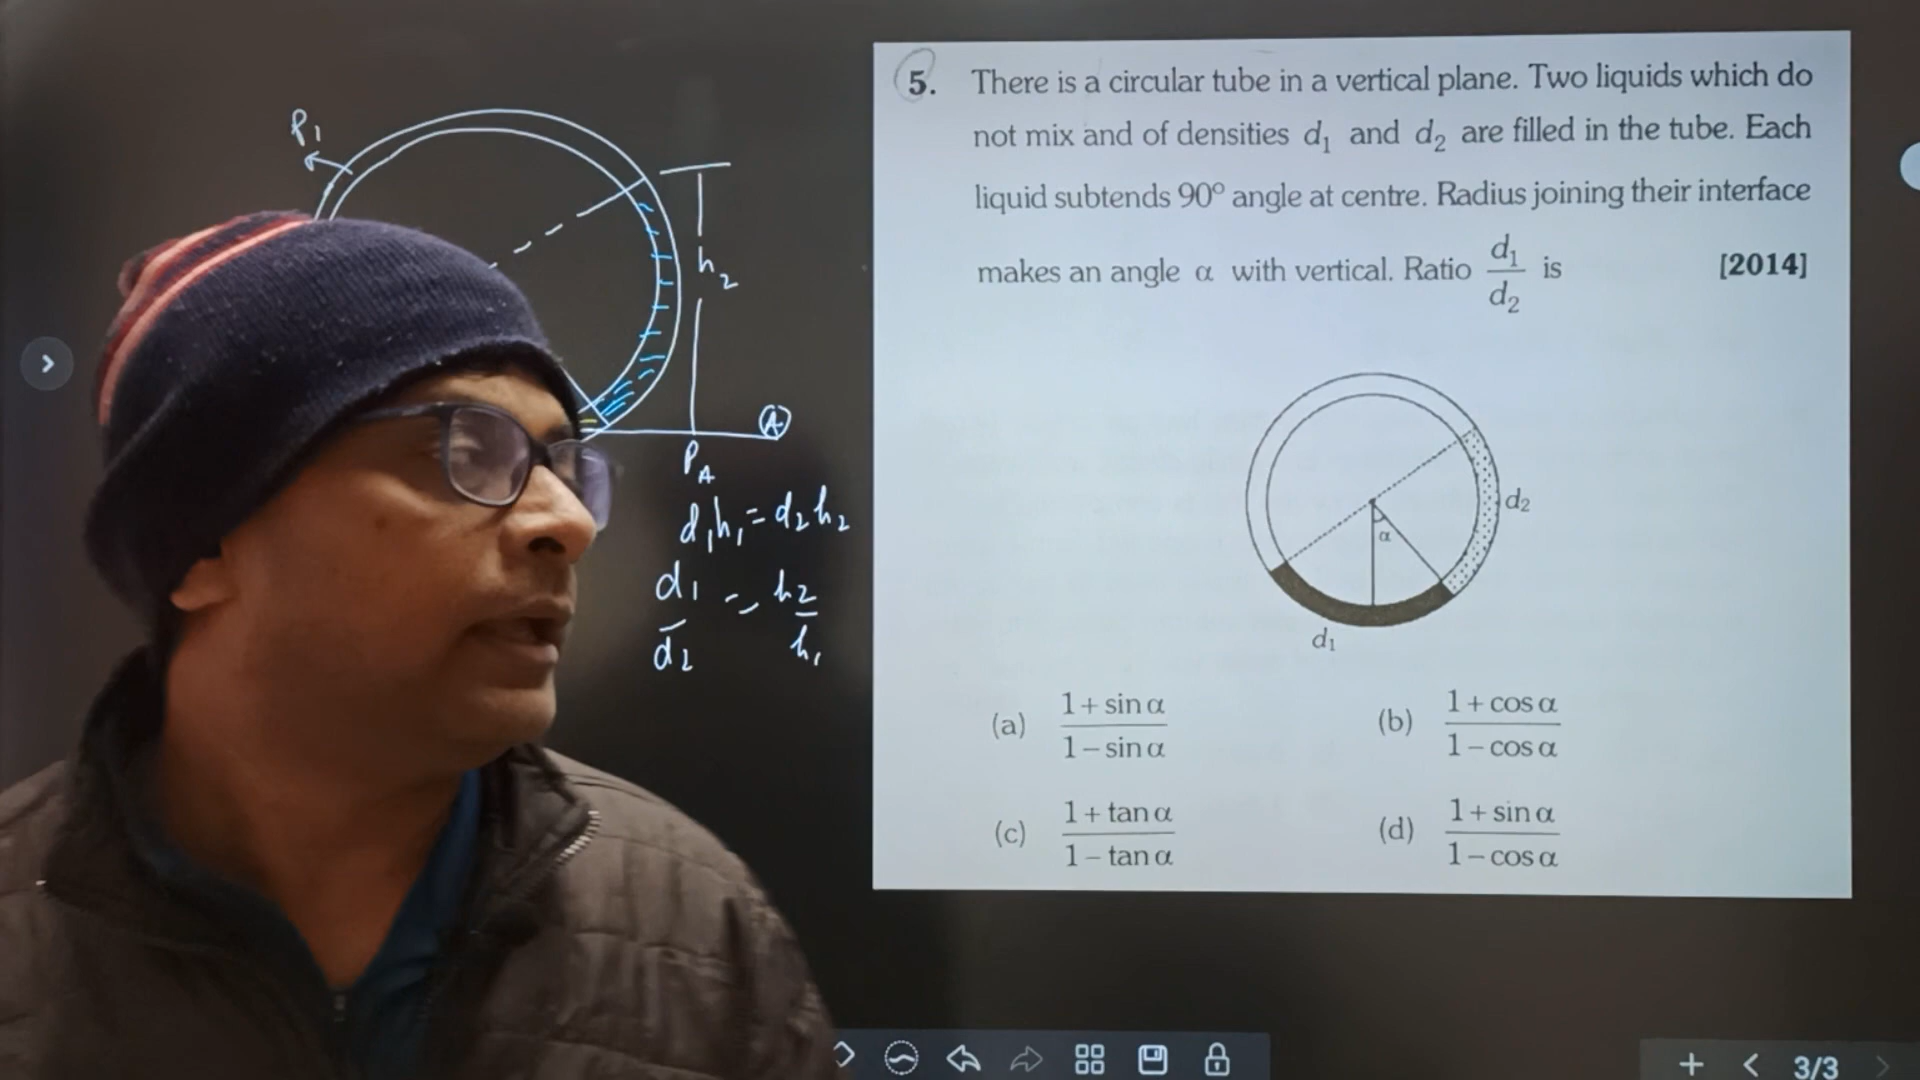 P1
h2
A
PA
d1h1 = d2h2
d1
d2
= h2
h1
5. There is a circular tube in a vertical plane. Two liquids which do
not mix and of densities d1 and d2 are filled in the tube. Each
liquid subtends 90° angle at centre. Radius joining their interface
makes an angle α with vertical. Ratio d1/d2 is [2014]
d2
α
d1
(a) 1 + sin α / 1 – sin α (b) 1 + cos α / 1 – cos α
(c) 1 + tan α / 1 – tan α (d) 1 + sin α / 1 – cos α
3/3